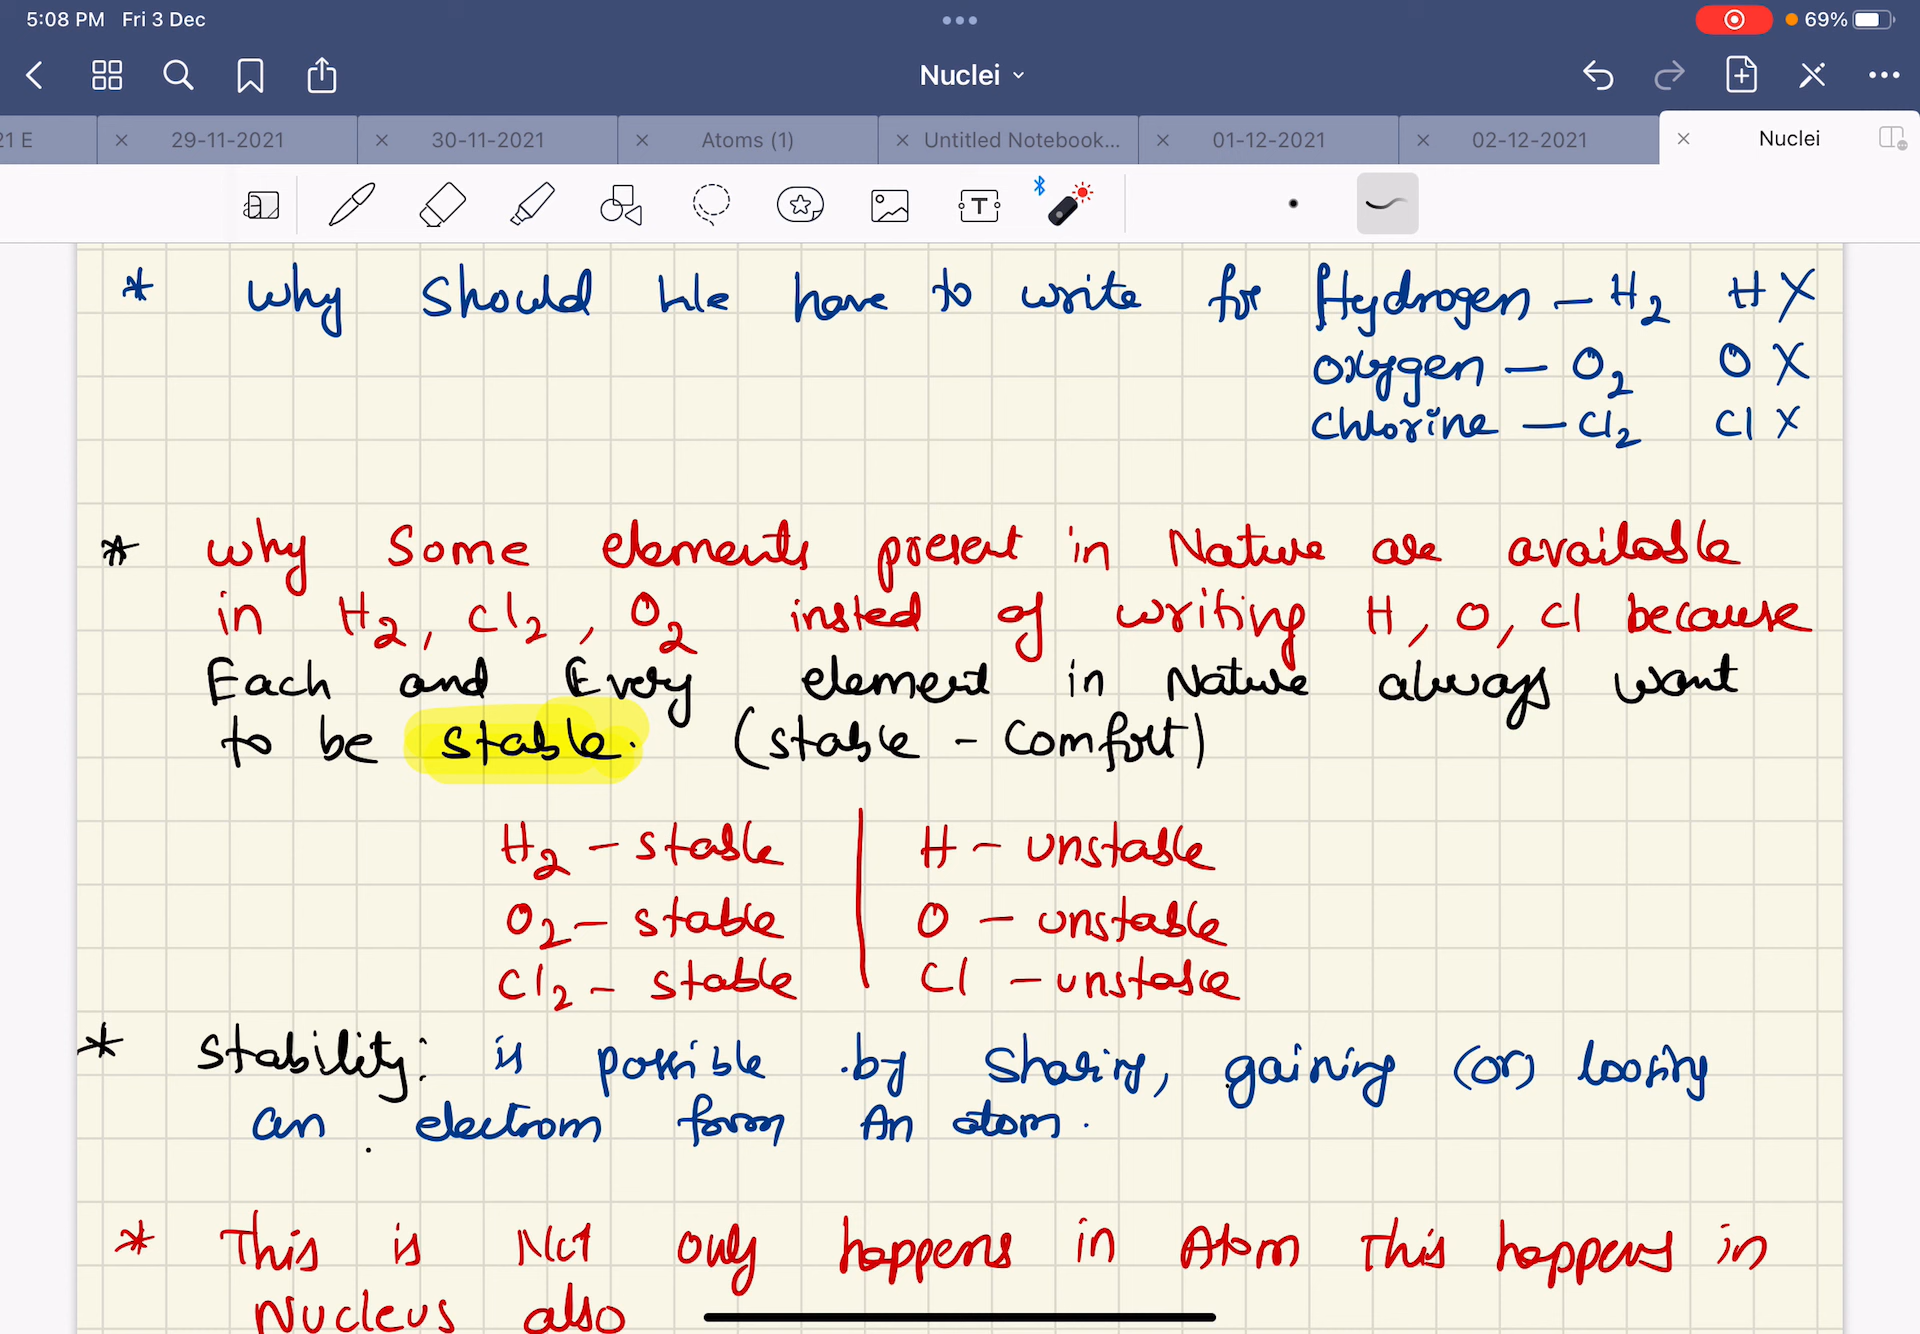 5:08 PM Fri 3 Dec
69%
Nuclei
21 E
29-11-2021
30-11-2021
Atoms (1)
Untitled Notebook...
01-12-2021
02-12-2021
Nuclei
T
* Why Should We have to write for Hydrogen – H₂ H X
Oxygen – O₂ O X
Chlorine – Cl₂ Cl X
* why Some elements present in Nature are available
in H₂, Cl₂, O₂ insted of writing H, O, Cl because
Each and Every element in Nature always want
to be stable. (stable - Comfort)
H₂ – stable H – unstable
O₂ – stable O – unstable
Cl₂ – stable Cl – unstable
* Stability: is possible by Sharing, gaining (or) loosing
an electrom form An atom.
* This is Not only happens in Atom This happens in
Nucleus also